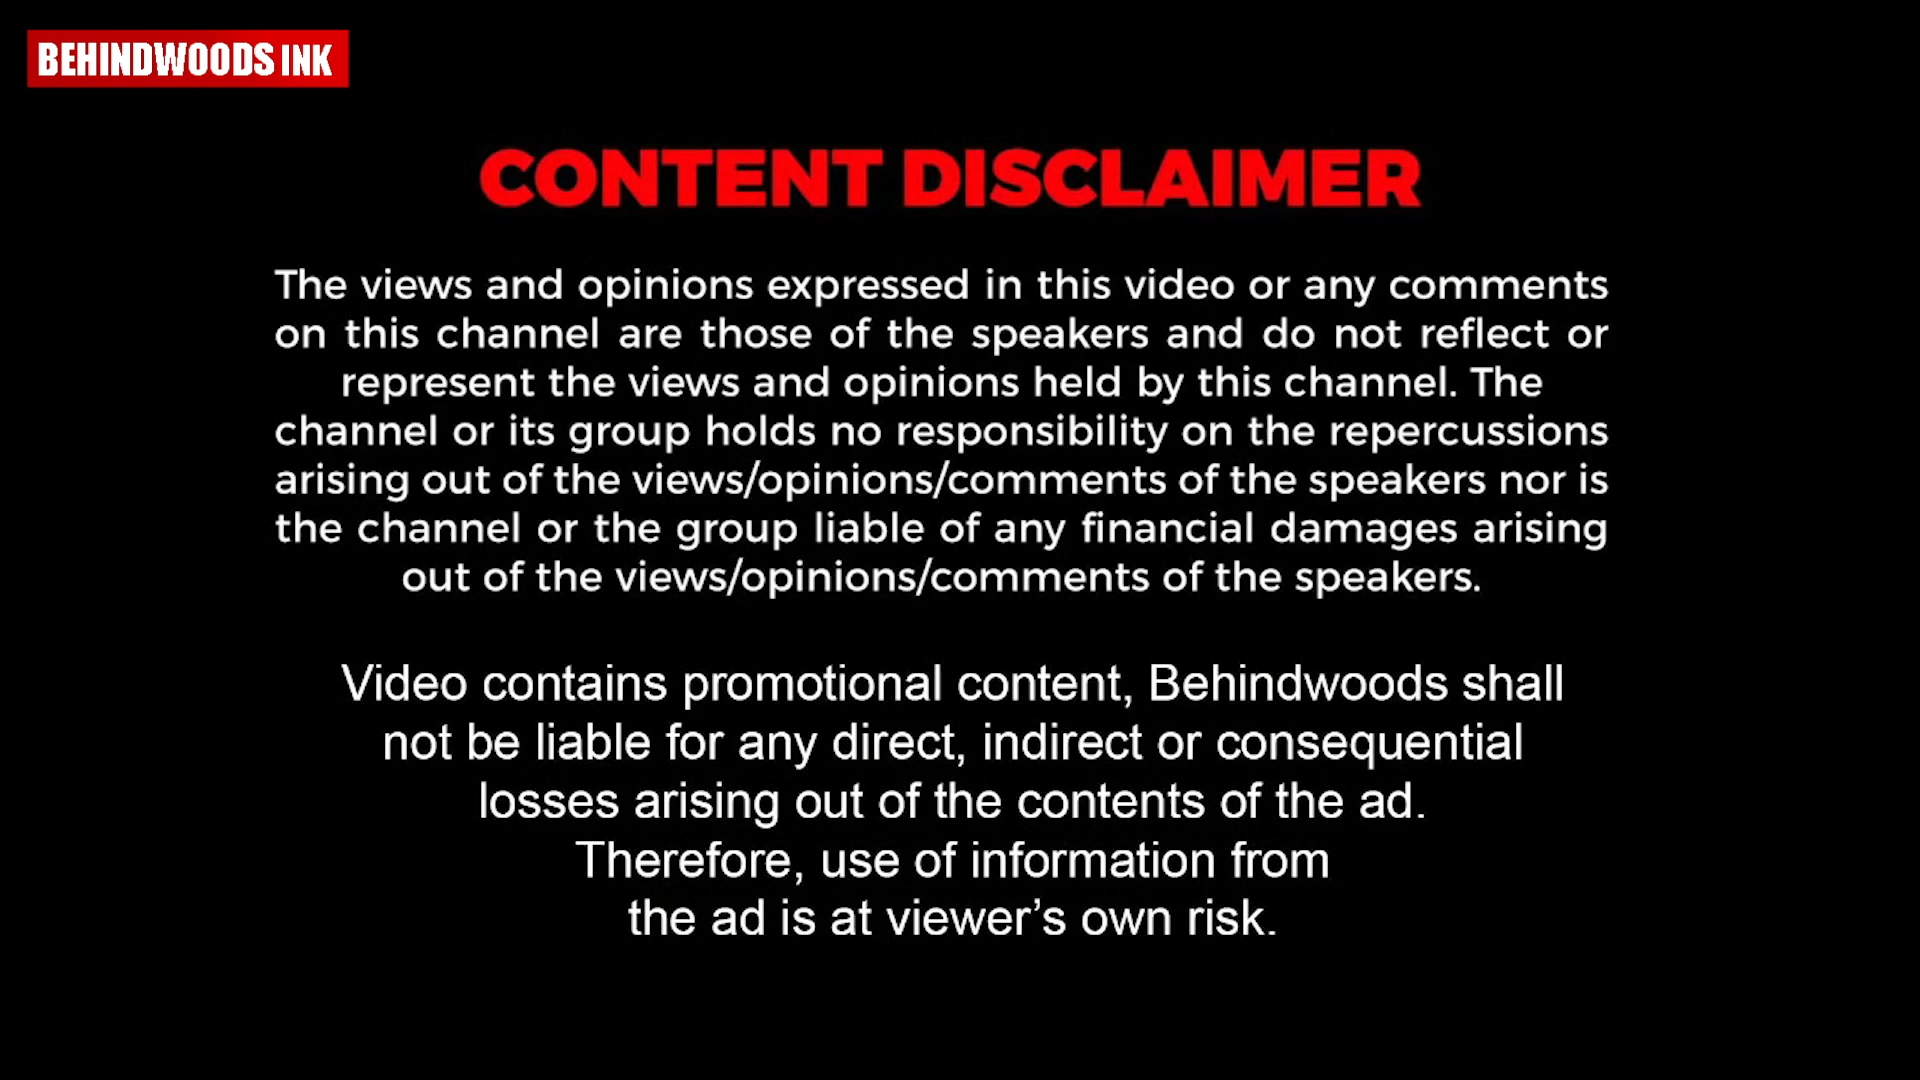 BEHINDWOODS INK
CONTENT DISCLAIMER
The views and opinions expressed in this video or any comments
on this channel are those of the speakers and do not reflect or
represent the views and opinions held by this channel. The
channel or its group holds no responsibility on the repercussions
arising out of the views/opinions/comments of the speakers nor is
the channel or the group liable of any financial damages arising
out of the views/opinions/comments of the speakers.
Video contains promotional content, Behindwoods shall
not be liable for any direct, indirect or consequential
losses arising out of the contents of the ad.
Therefore, use of information from
the ad is at viewer’s own risk.